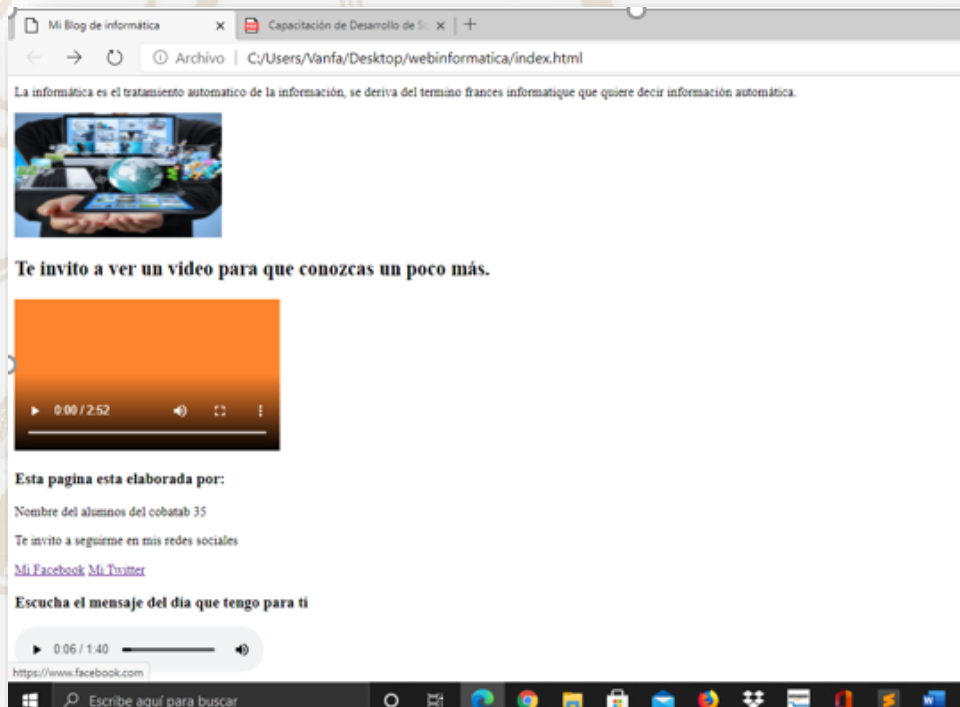 Mi Blog de informática
Capacitación de Desarrollo de So
Archivo | C:/Users/Vanfa/Desktop/webinformatica/index.html
La informática es el tratamiento automatico de la información, se deriva del termino frances informatique que quiere decir información automática.
Te invito a ver un video para que conozcas un poco más.
0:00 / 2:52
Esta pagina esta elaborada por:
Nombre del alumnos del cobatab 35
Te invito a seguirme en mis redes sociales
Mi Facebook Mi Twitter
Escucha el mensaje del día que tengo para ti
0:06 / 1:40
https://www.facebook.com
Escribe aquí para buscar